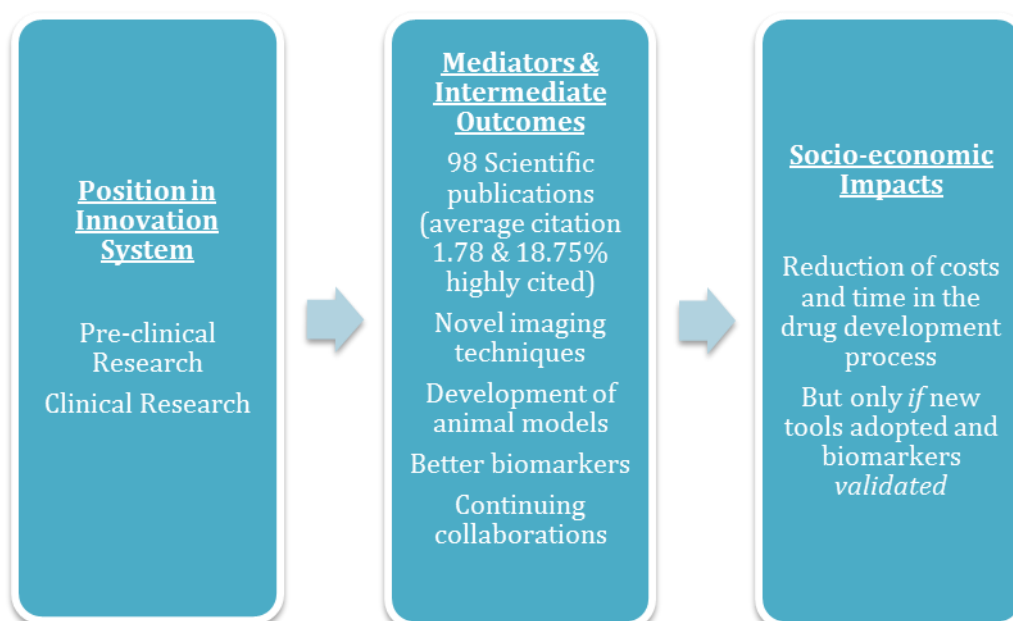 Position in
Innovation
System
Pre-clinical
Research
Clinical Research
Mediators &
Intermediate
Outcomes
98 Scientific
publications
(average citation
1.78 & 18.75%
highly cited)
Novel imaging
techniques
Development of
animal models
Better biomarkers
Continuing
collaborations
Socio-economic
Impacts
Reduction of costs
and time in the
drug development
process
But only if new
tools adopted and
biomarkers
validated